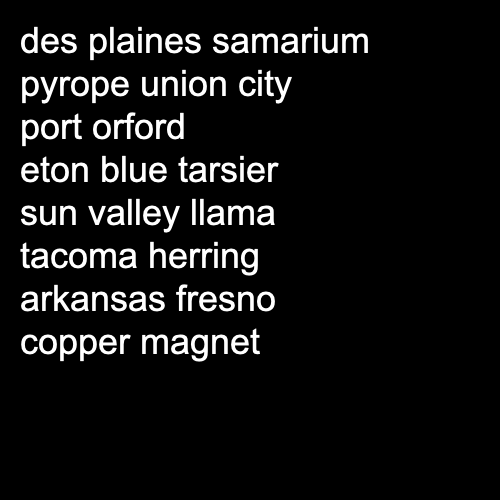 des plaines samarium
pyrope union city
port orford
eton blue tarsier
sun valley llama
tacoma herring
arkansas fresno
copper magnet